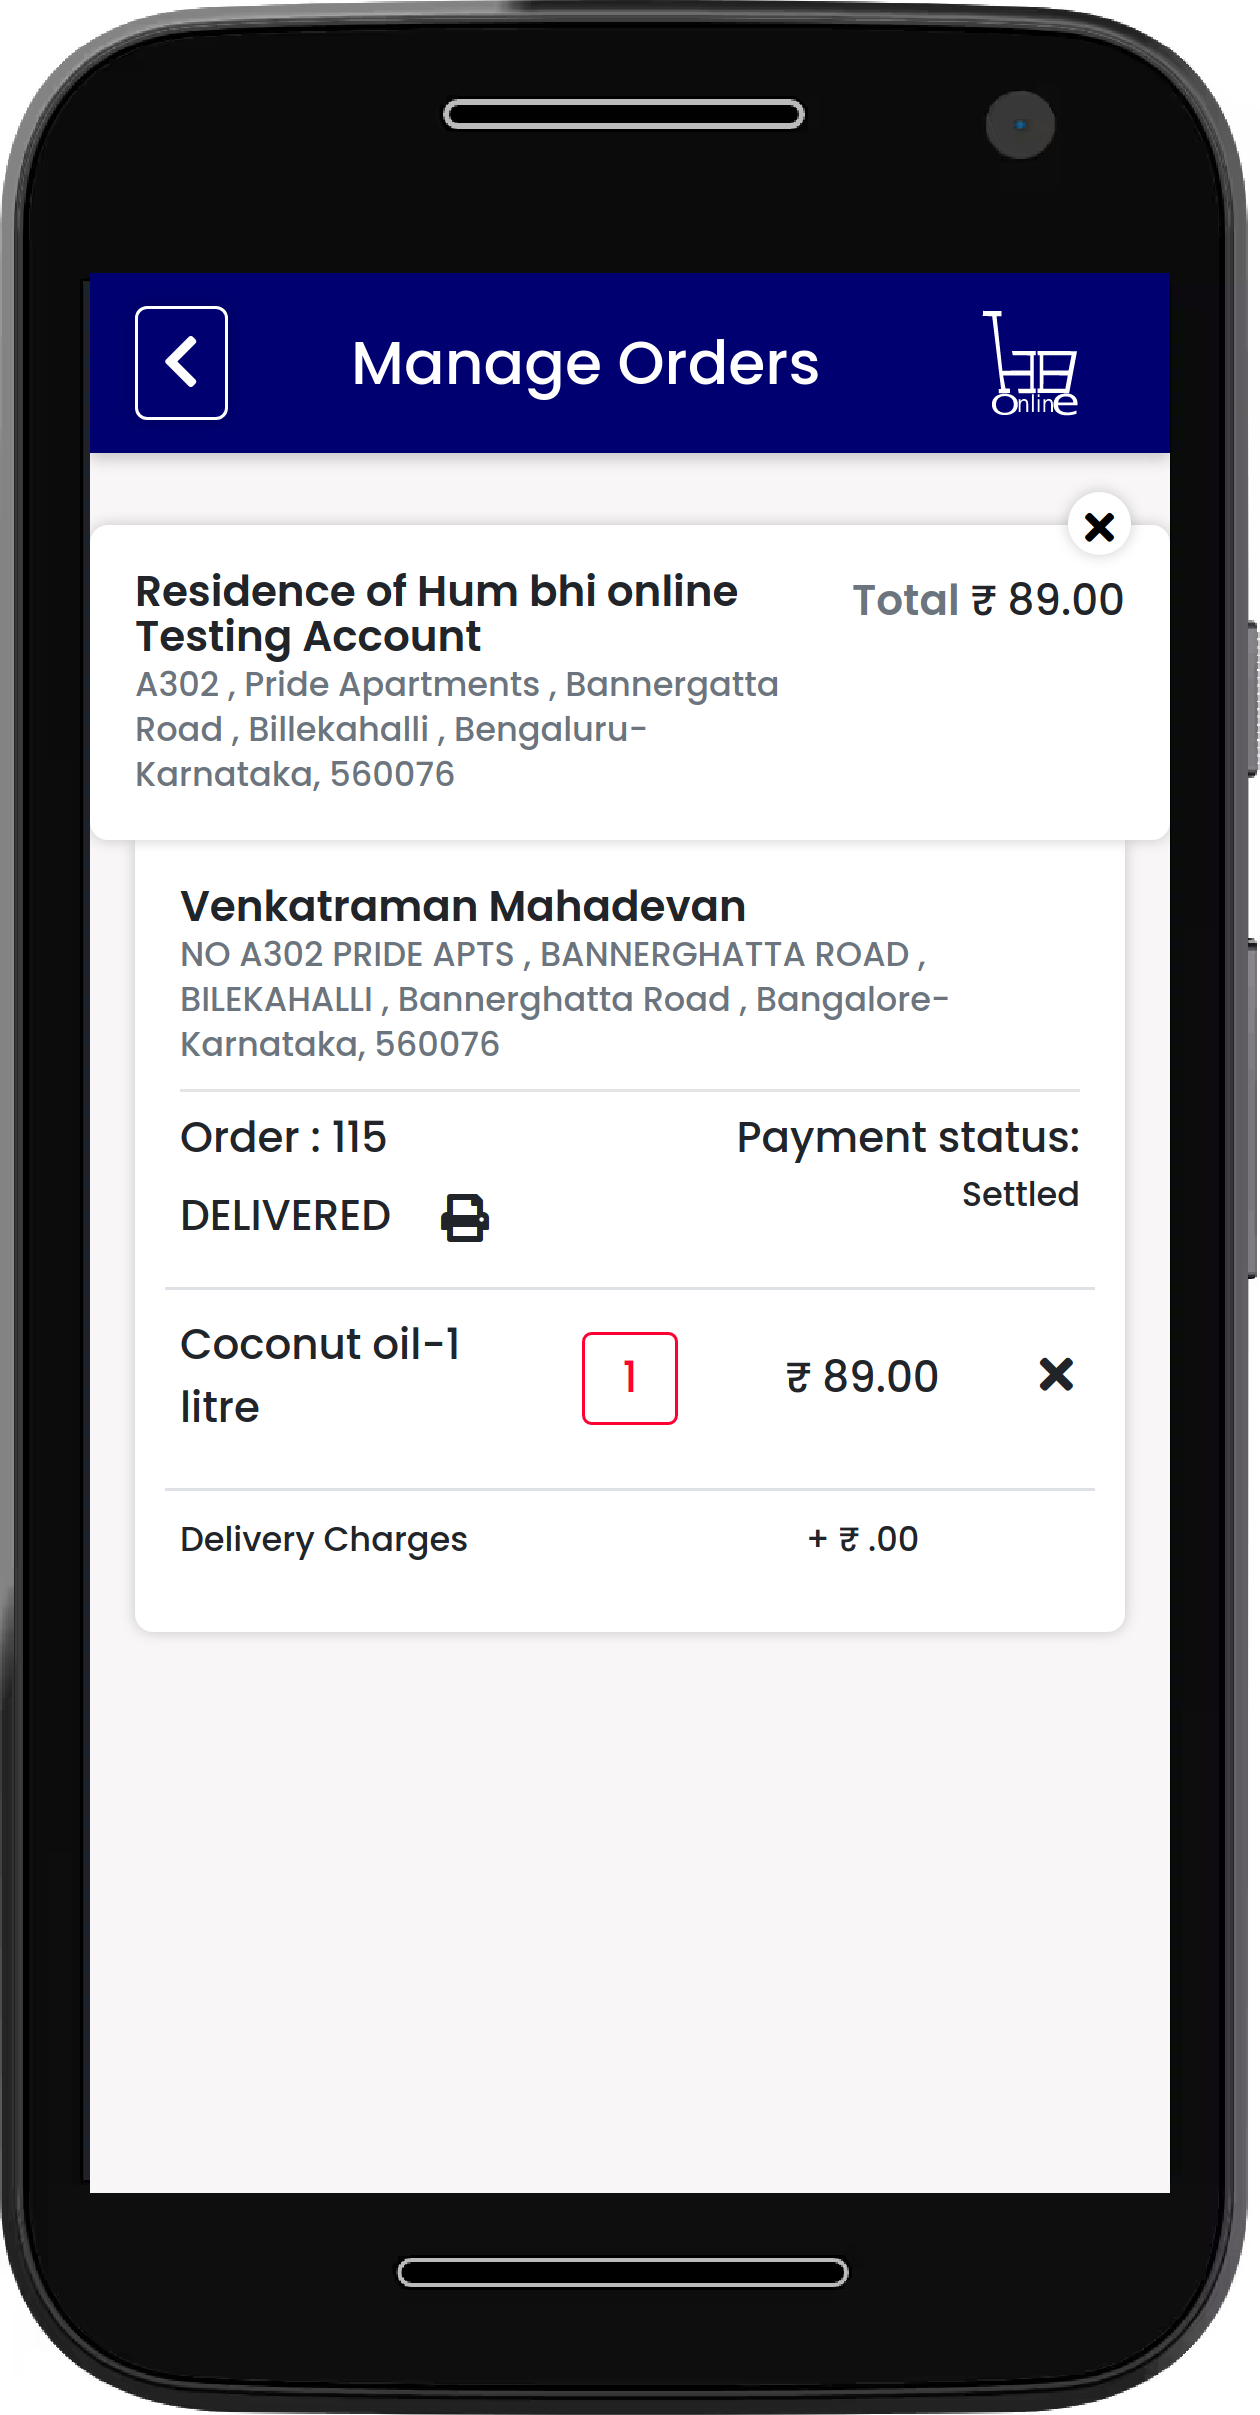 Manage Orders
Online
Residence of Hum bhi online
Testing Account
Total ₹ 89.00
A302 , Pride Apartments , Bannergatta
Road , Billekahalli , Bengaluru-
Karnataka, 560076
Venkatraman Mahadevan
NO A302 PRIDE APTS , BANNERGHATTA ROAD ,
BILEKAHALLI , Bannerghatta Road , Bangalore-
Karnataka, 560076
Order : 115
Payment status:
DELIVERED
Settled
Coconut oil-1
litre
1
₹ 89.00
Delivery Charges
+ ₹ .00